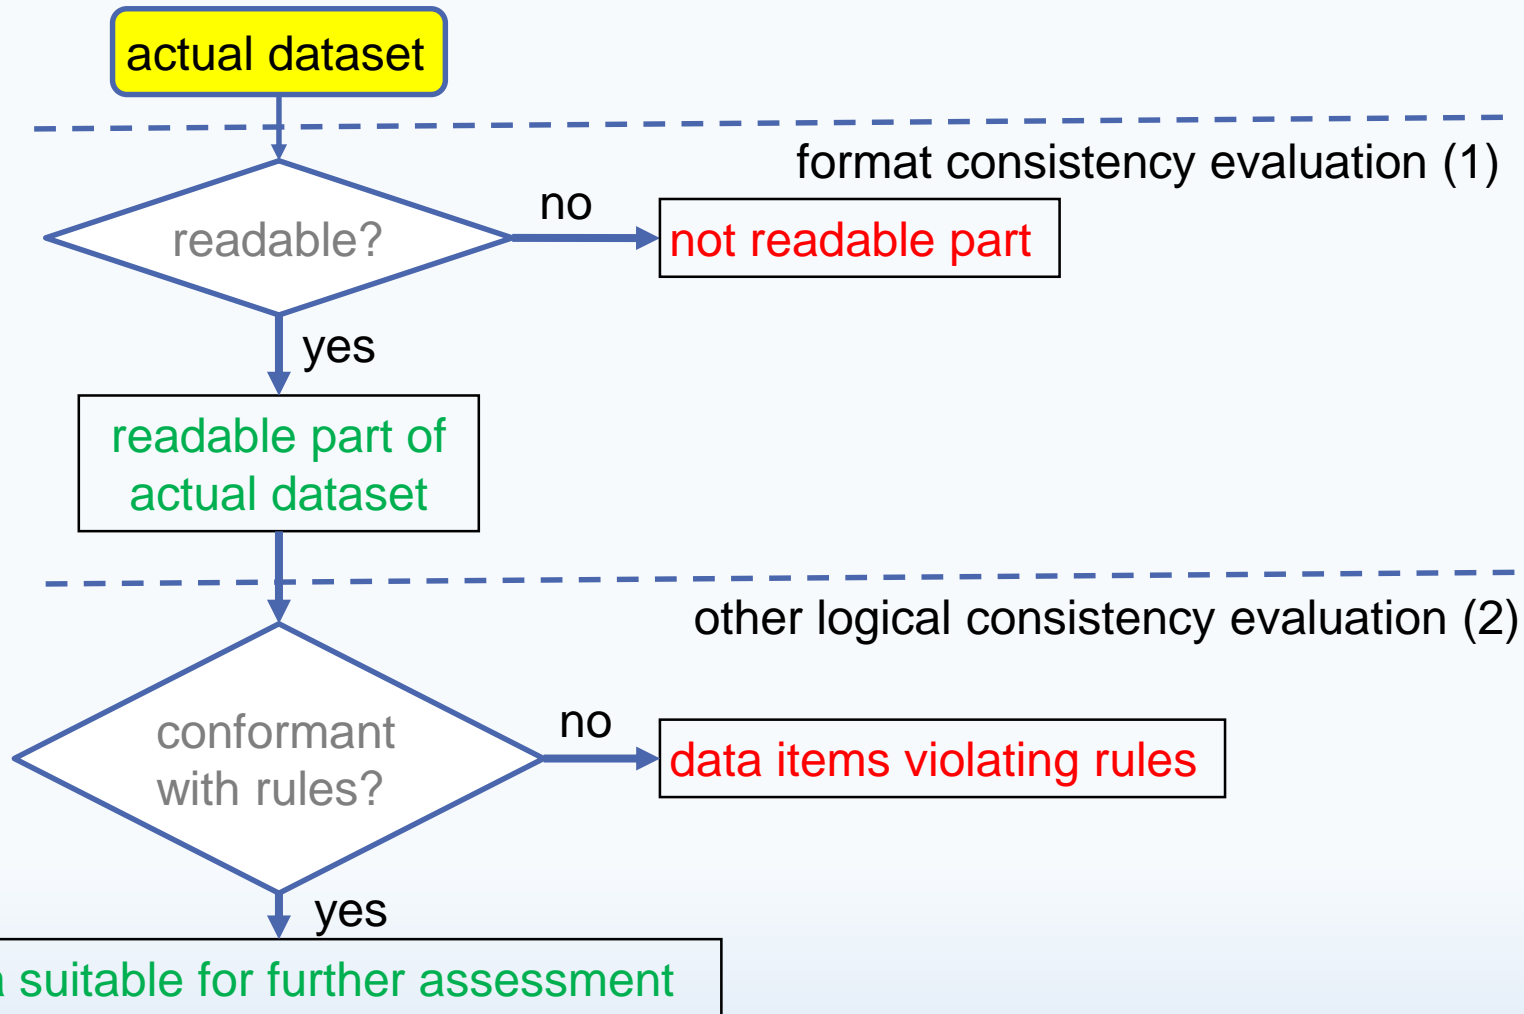 actual dataset
format consistency evaluation (1)
no
readable?
not readable part
yes
readable part of
actual dataset
other logical consistency evaluation (2)
no
conformant
with rules?
data items violating rules
yes
suitable for further assessment